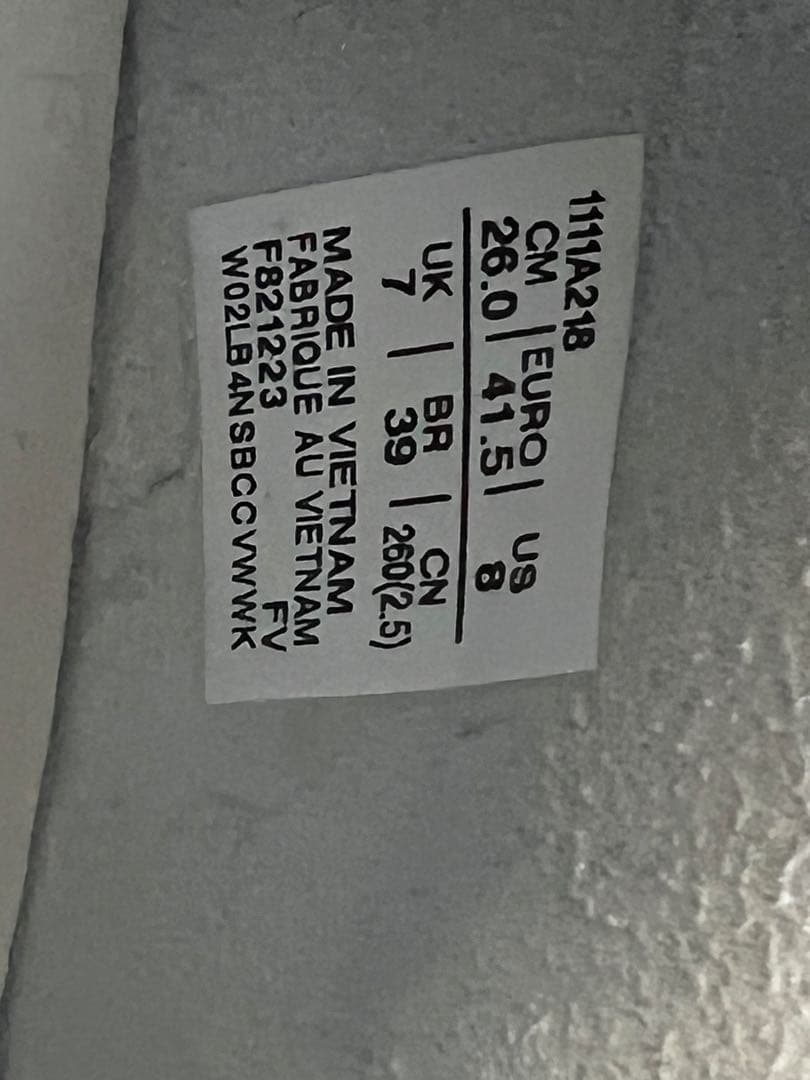 1111A218
CM | EURO | US
26.0 | 41.5 | 8
UK | BR | CN
7 | 39 | 260(2.5)
MADE IN VIETNAM
FABRIQUE AU VIETNAM
F821223 FV
W02LB4NSBCCVWWK